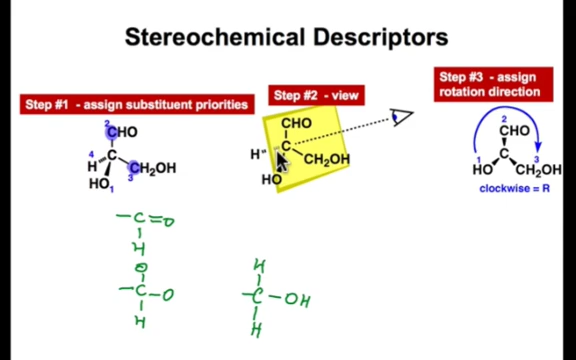 Stereochemical Descriptors
Step #1 - assign substituent priorities
Step #2 - view
Step #3 - assign
rotation direction
2
CHO
4
C
H
CH2OH
3
HO
1
CHO
C
H
CH2OH
HO
2
CHO
C
1
3
HO
CH2OH
clockwise = R
-C=O
H
O
-C-O
H
H
-C-OH
H